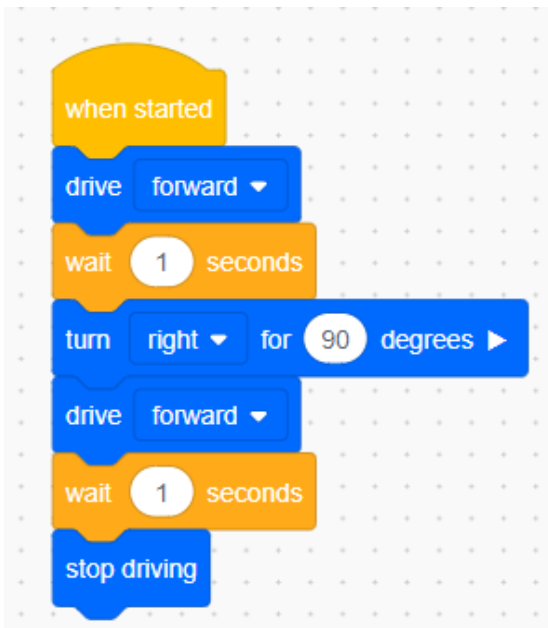 when started
drive forward
wait 1 seconds
turn right for 90 degrees
drive forward
wait 1 seconds
stop driving